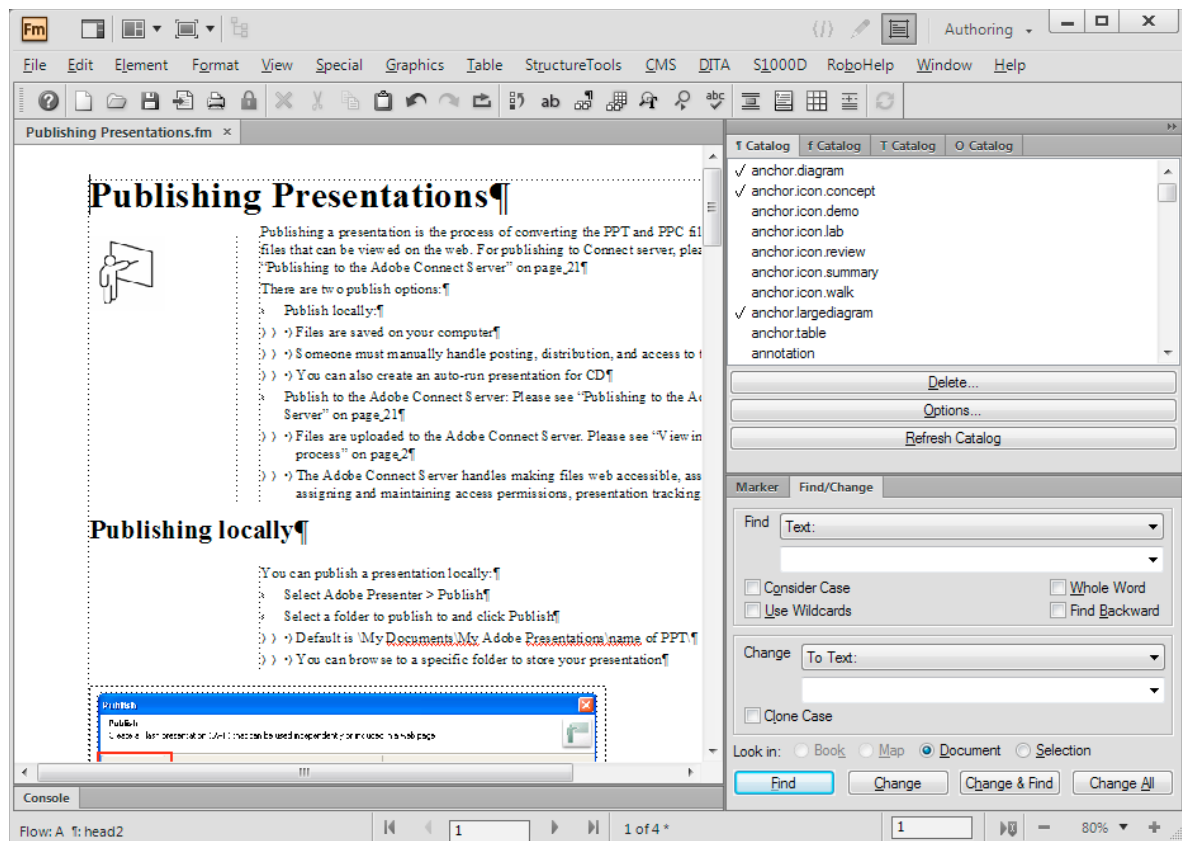 Fm
Authoring
File Edit Element Format View Special Graphics Table StructureTools CMS DITA S1000D RoboHelp Window Help
Publishing Presentations.fm ×
Publishing Presentations¶
Publishing a presentation is the process of converting the PPT and PPC fil
files that can be viewed on the web. For publishing to Connect server, plea
“Publishing to the Adobe Connect Server” on page 21¶
There are two publish options:¶
Publish locally:¶
Files are saved on your computer¶
Someone must manually handle posting, distribution, and access to t
You can also create an auto-run presentation for CD¶
Publish to the Adobe Connect Server: Please see “Publishing to the Ad
Server” on page 21¶
Files are uploaded to the Adobe Connect Server. Please see “View in
process” on page 2¶
The Adobe Connect Server handles making files web accessible, ass
assigning and maintaining access permissions, presentation tracking
Publishing locally¶
You can publish a presentation locally:¶
Select Adobe Presenter > Publish¶
Select a folder to publish to and click Publish¶
Default is \My Documents\My Adobe Presentations\name of PPT\¶
You can browse to a specific folder to store your presentation¶
Publish
Publish
Console
Flow: A ¶: head2
1
1 of 4 *
¶ Catalog f Catalog T Catalog O Catalog
✓ anchor.diagram
✓ anchor.icon.concept
anchor.icon.demo
anchor.icon.lab
anchor.icon.review
anchor.icon.summary
anchor.icon.walk
✓ anchor.largediagram
anchor.table
annotation
Delete...
Options...
Refresh Catalog
Marker Find/Change
Find Text:
Consider Case Whole Word
Use Wildcards Find Backward
Change To Text:
Clone Case
Look in: Book Map Document Selection
Find Change Change & Find Change All
1 80%